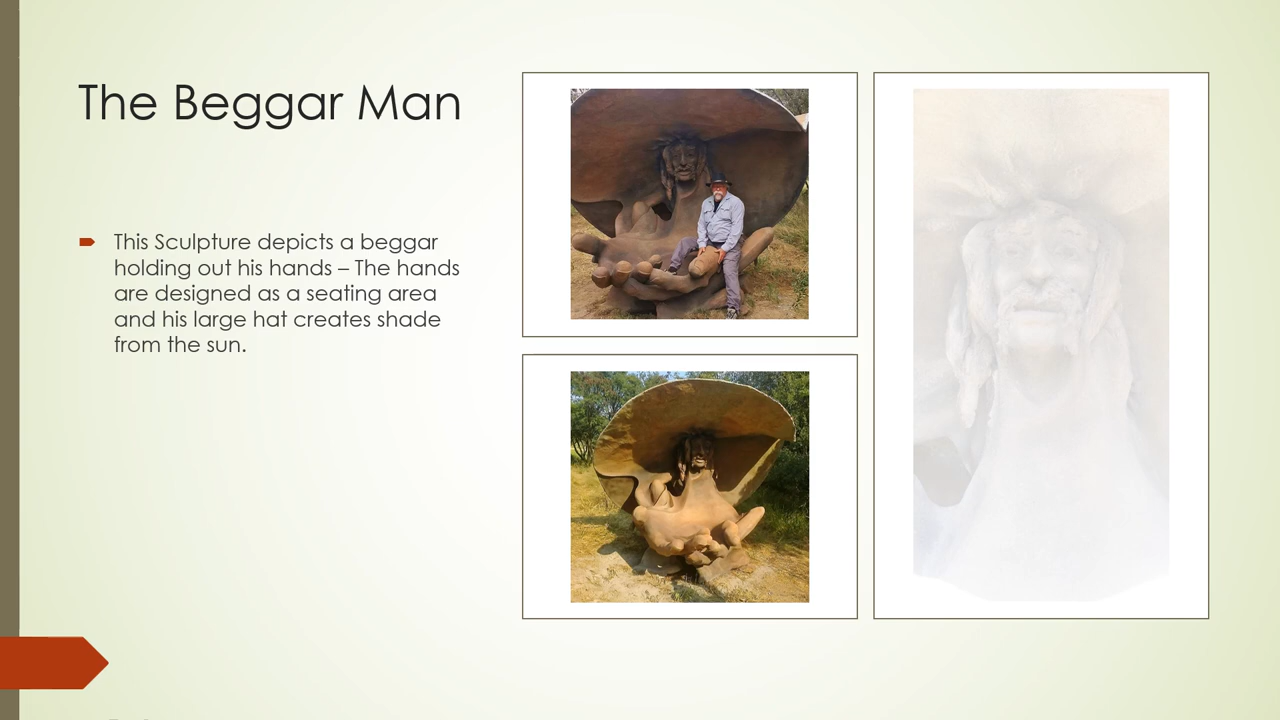 The Beggar Man
This Sculpture depicts a beggar
holding out his hands – The hands
are designed as a seating area
and his large hat creates shade
from the sun.